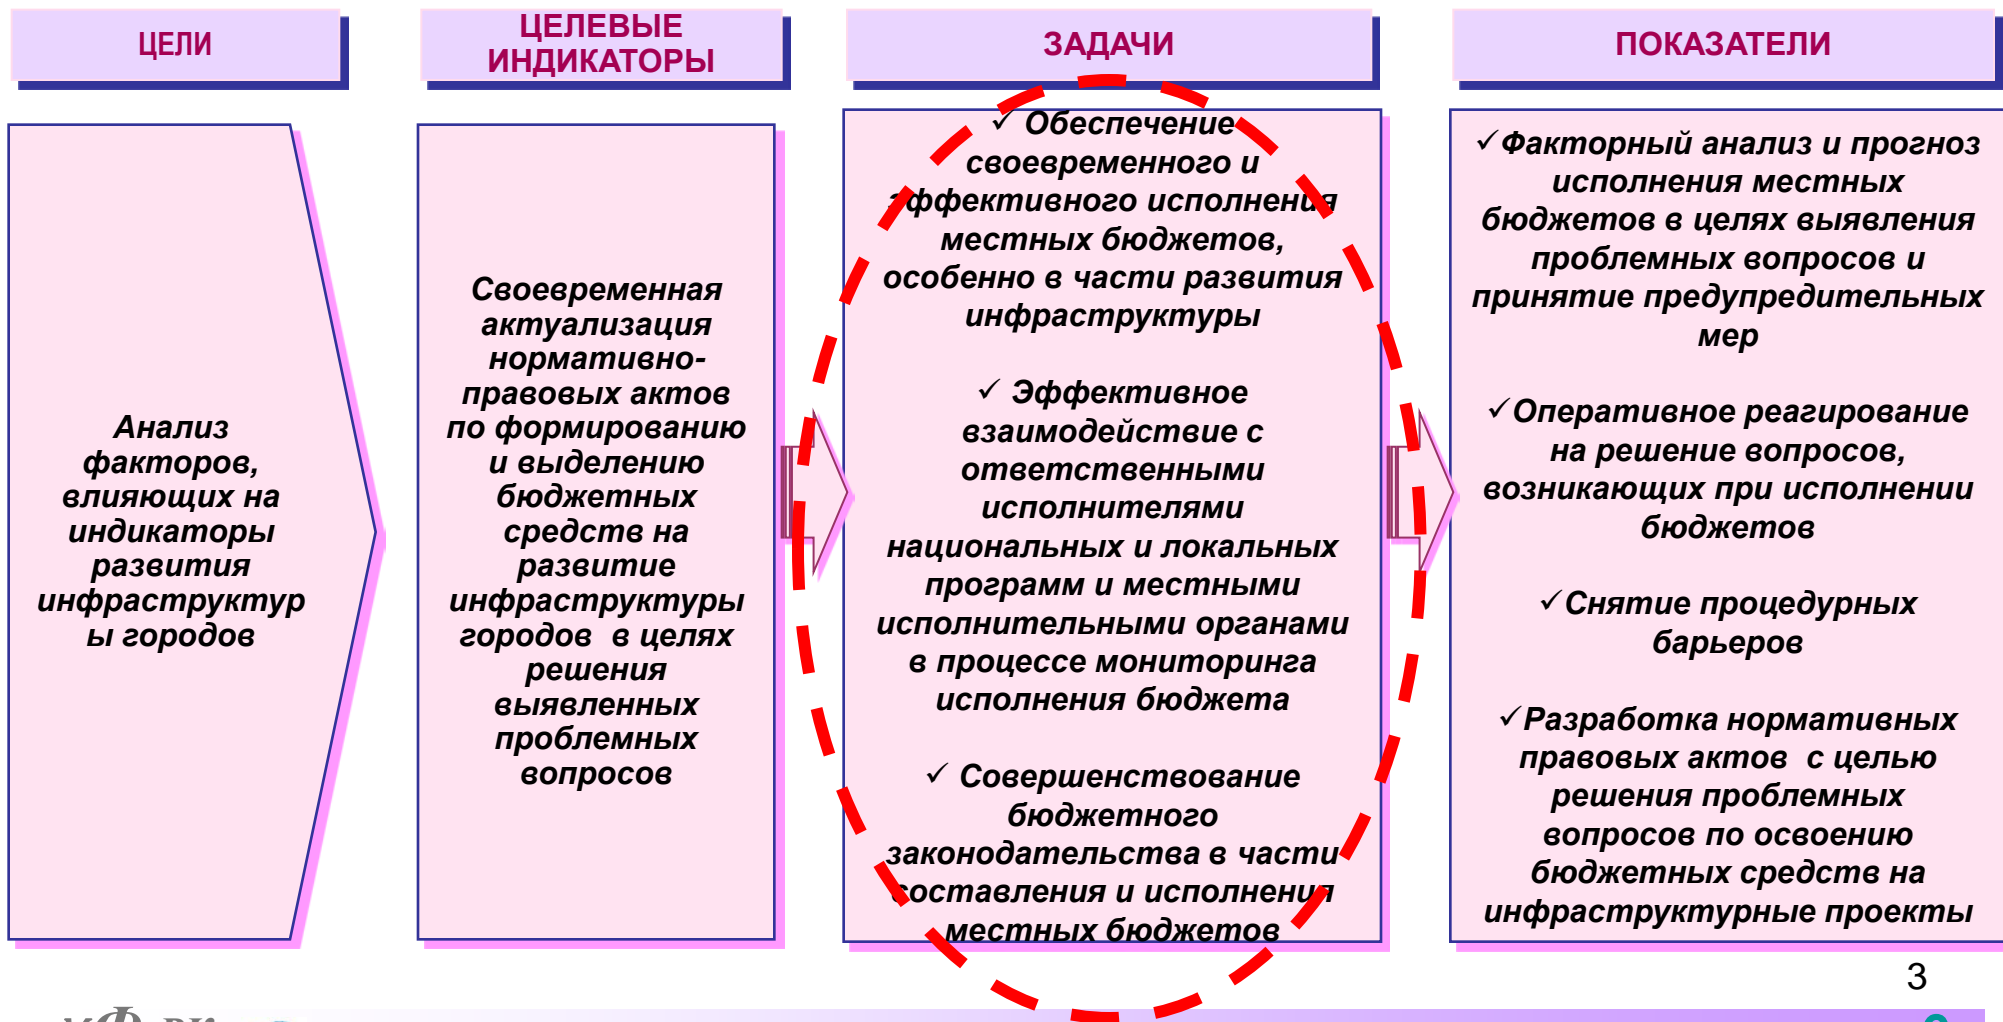 ЦЕЛИ
ЦЕЛЕВЫЕ
ИНДИКАТОРЫ
ЗАДАЧИ
ПОКАЗАТЕЛИ
Анализ
факторов,
влияющих на
индикаторы
развития
инфраструктур
ы городов
Своевременная
актуализация
нормативно-
правовых актов
по формированию
и выделению
бюджетных
средств на
развитие
инфраструктуры
городов в целях
решения
выявленных
проблемных
вопросов
✓ Обеспечение
своевременного и
эффективного исполнения
местных бюджетов,
особенно в части развития
инфраструктуры
✓ Эффективное
взаимодействие с
ответственными
исполнителями
национальных и локальных
программ и местными
исполнительными органами
в процессе мониторинга
исполнения бюджета
✓ Совершенствование
бюджетного
законодательства в части
составления и исполнения
местных бюджетов
✓Факторный анализ и прогноз
исполнения местных
бюджетов в целях выявления
проблемных вопросов и
принятие предупредительных
мер
✓Оперативное реагирование
на решение вопросов,
возникающих при исполнении
бюджетов
✓Снятие процедурных
барьеров
✓Разработка нормативных
правовых актов с целью
решения проблемных
вопросов по освоению
бюджетных средств на
инфраструктурные проекты
3